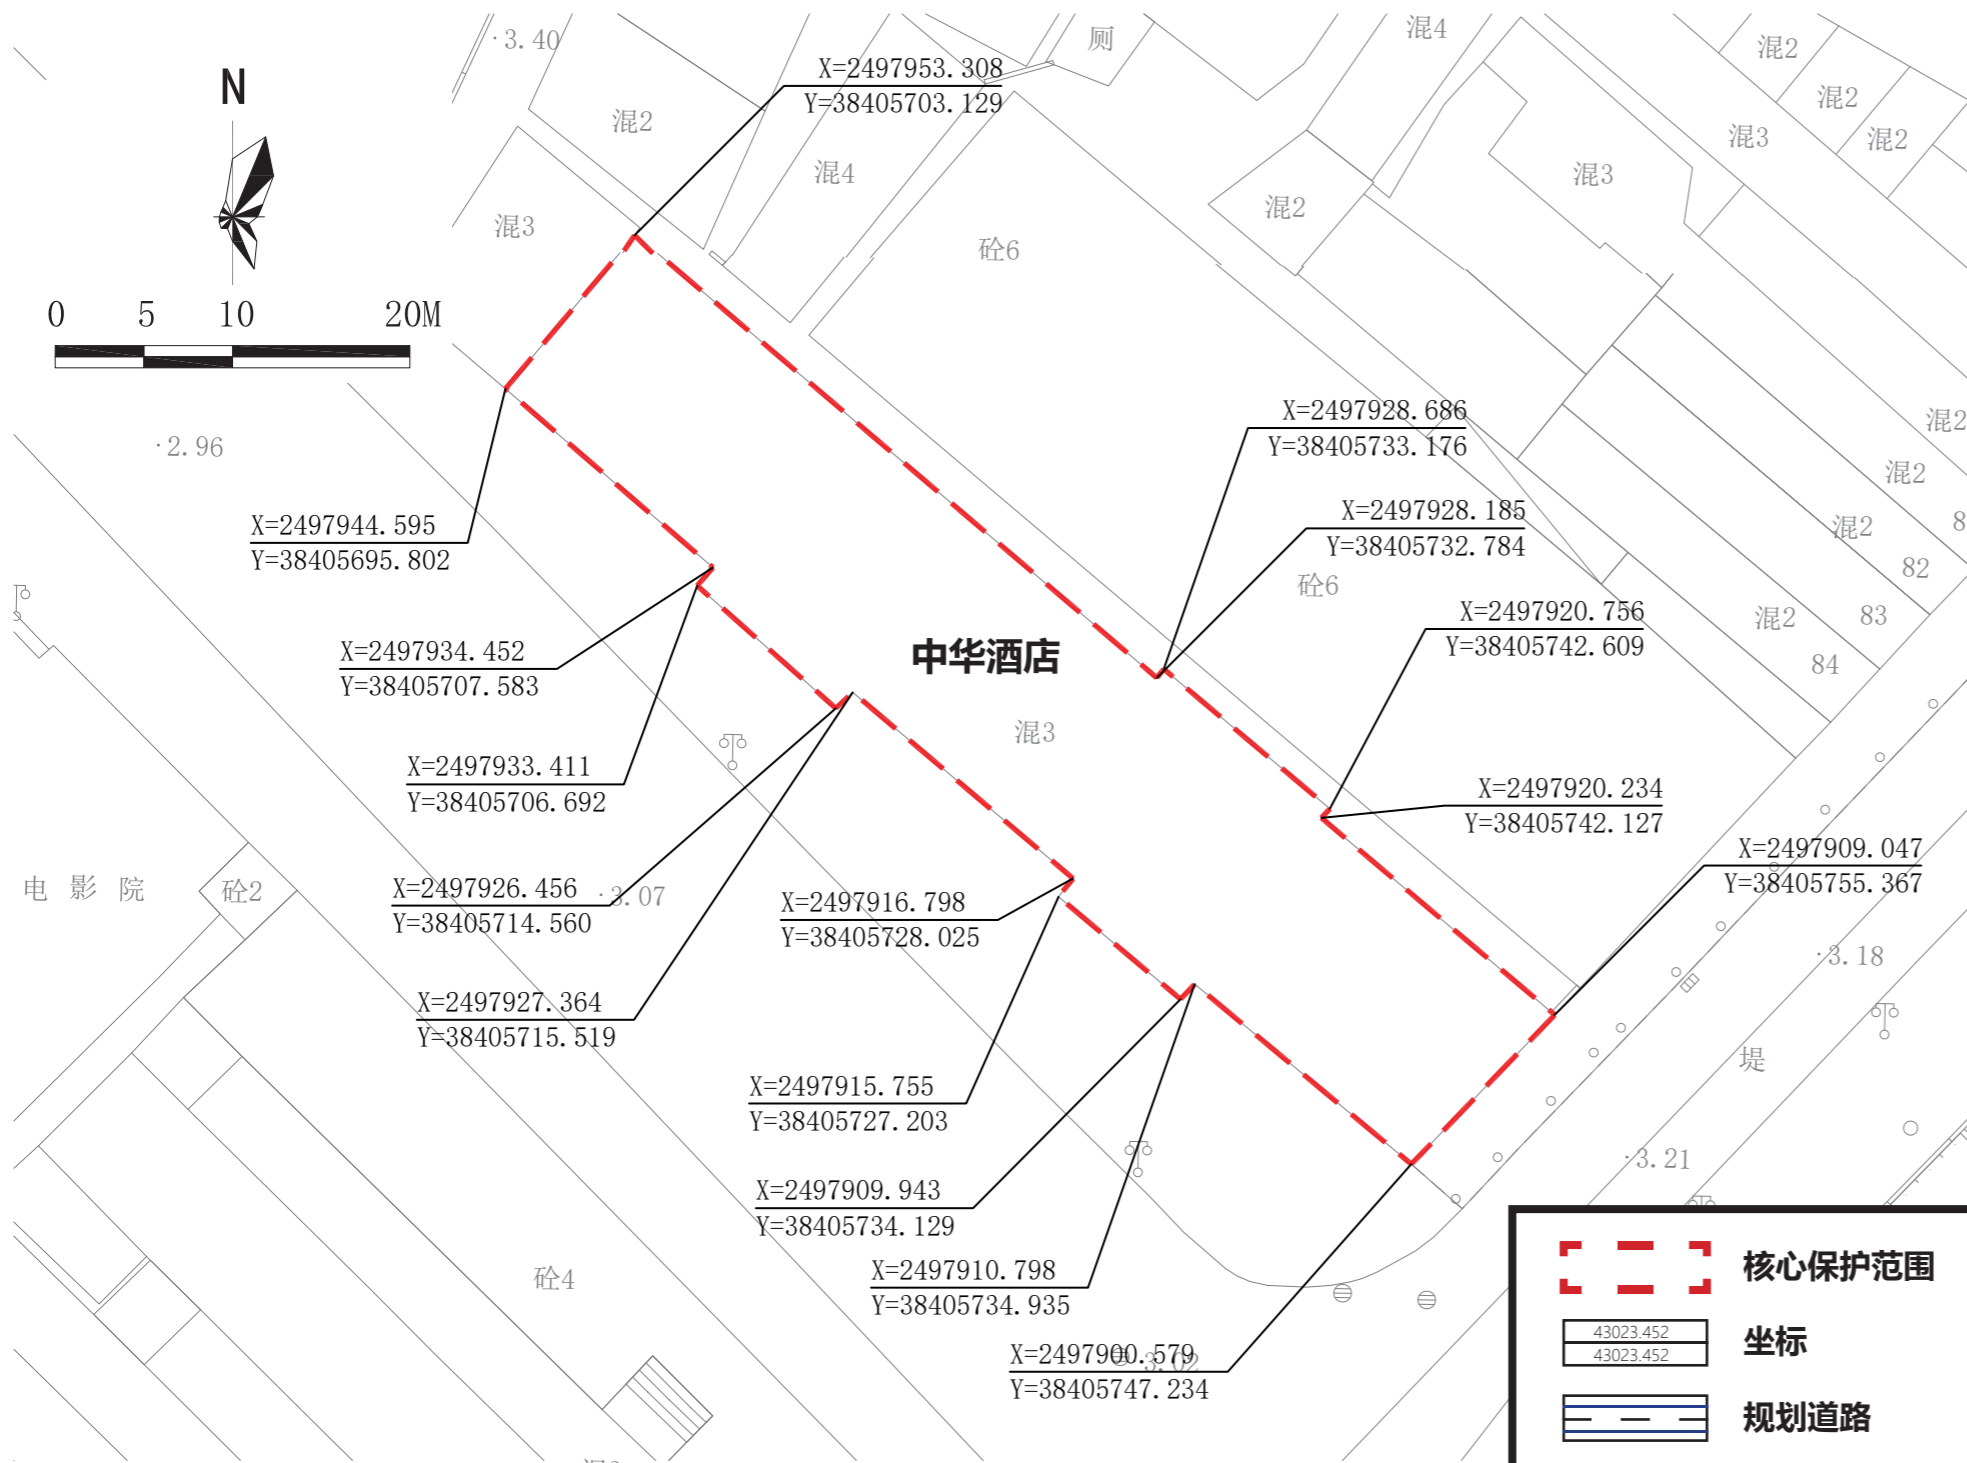 ·3.40
厕
混4
混2
N
X=2497953.308
Y=38405703.129
混2
混2
混2
混3
混2
混4
混3
混2
混3
砼6
0 5 10 20M
X=2497928.686
Y=38405733.176
混2
·2.96
混2
X=2497944.595
Y=38405695.802
X=2497928.185
Y=38405732.784
混2
8
82
砼6
X=2497920.756
Y=38405742.609
混2
83
84
X=2497934.452
Y=38405707.583
中华酒店
混3
X=2497933.411
Y=38405706.692
X=2497920.234
Y=38405742.127
X=2497909.047
Y=38405755.367
电影院
砼2
X=2497926.456
Y=38405714.560
·3.07
X=2497916.798
Y=38405728.025
·3.18
X=2497927.364
Y=38405715.519
堤
X=2497915.755
Y=38405727.203
·3.21
X=2497909.943
Y=38405734.129
砼4
X=2497910.798
Y=38405734.935
X=2497900.579
Y=38405747.234
3.02
核心保护范围
43023.452
43023.452
坐标
规划道路